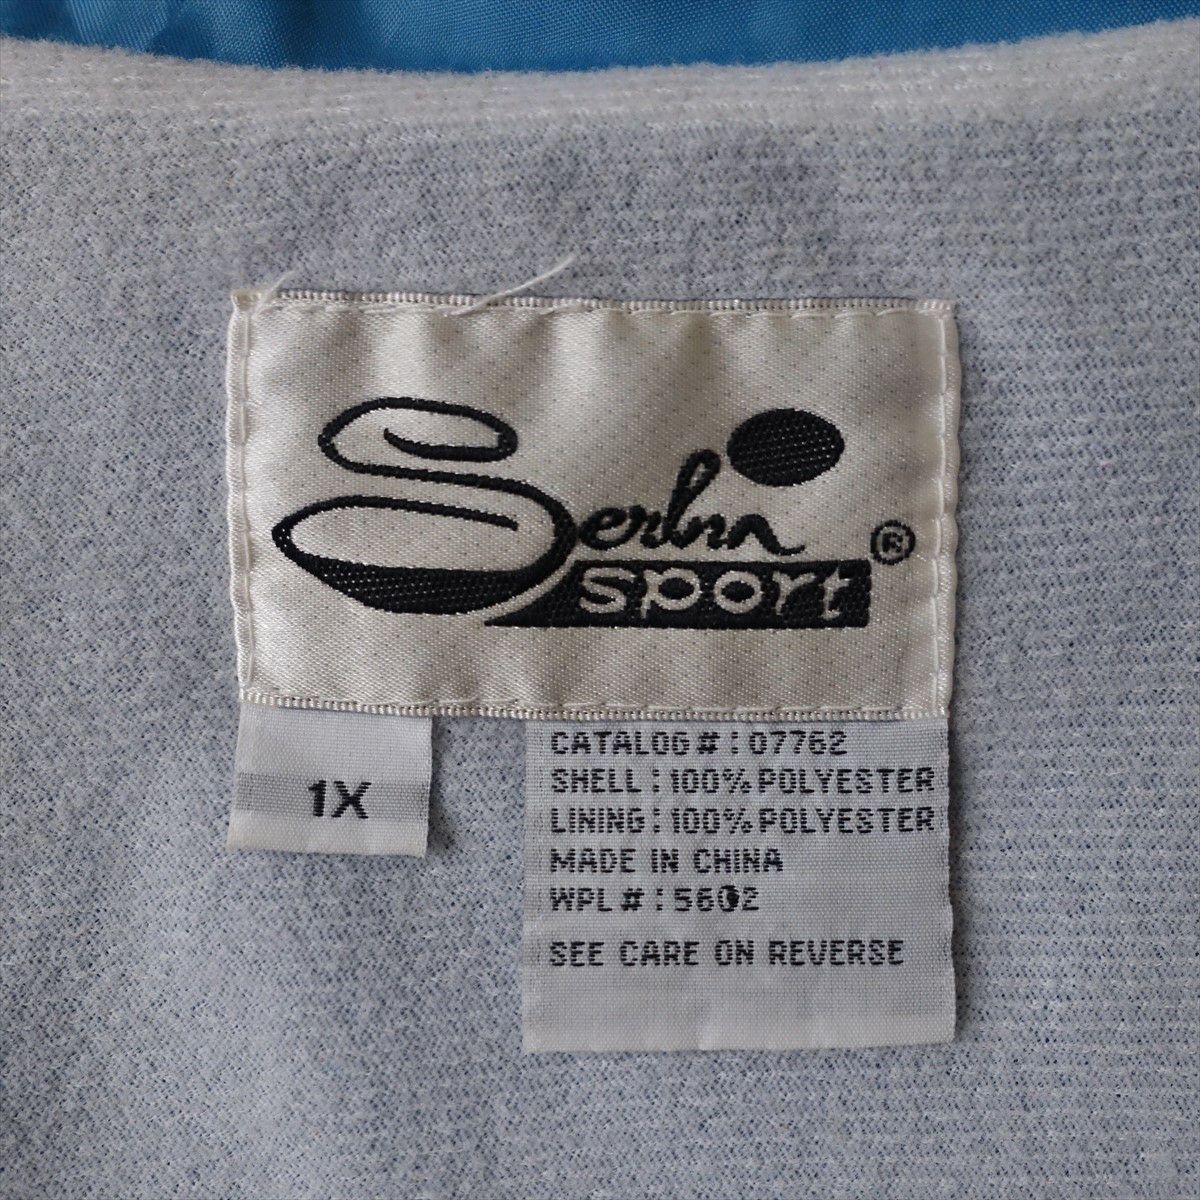 Serbin ®
sport
1X
CATALOG # : 07762
SHELL : 100% POLYESTER
LINING : 100% POLYESTER
MADE IN CHINA
WPL # : 5602
SEE CARE ON REVERSE